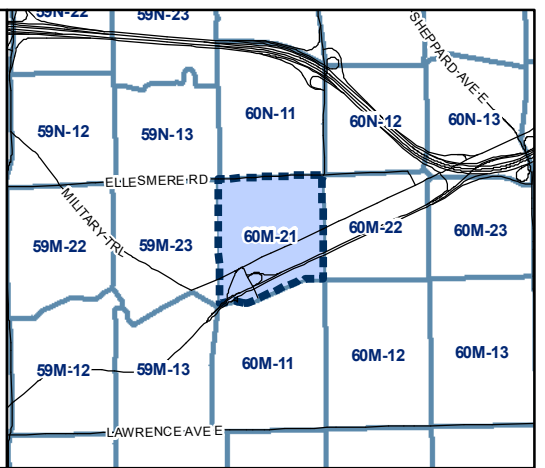 59N-22
59N-23
SHEPPARD AVE E
60N-11
60N-12
60N-13
59N-12
59N-13
ELLESMERE RD
MILITARY TRL
60M-21
60M-22
60M-23
59M-22
59M-23
60M-11
60M-12
60M-13
59M-12
59M-13
LAWRENCE AVE E